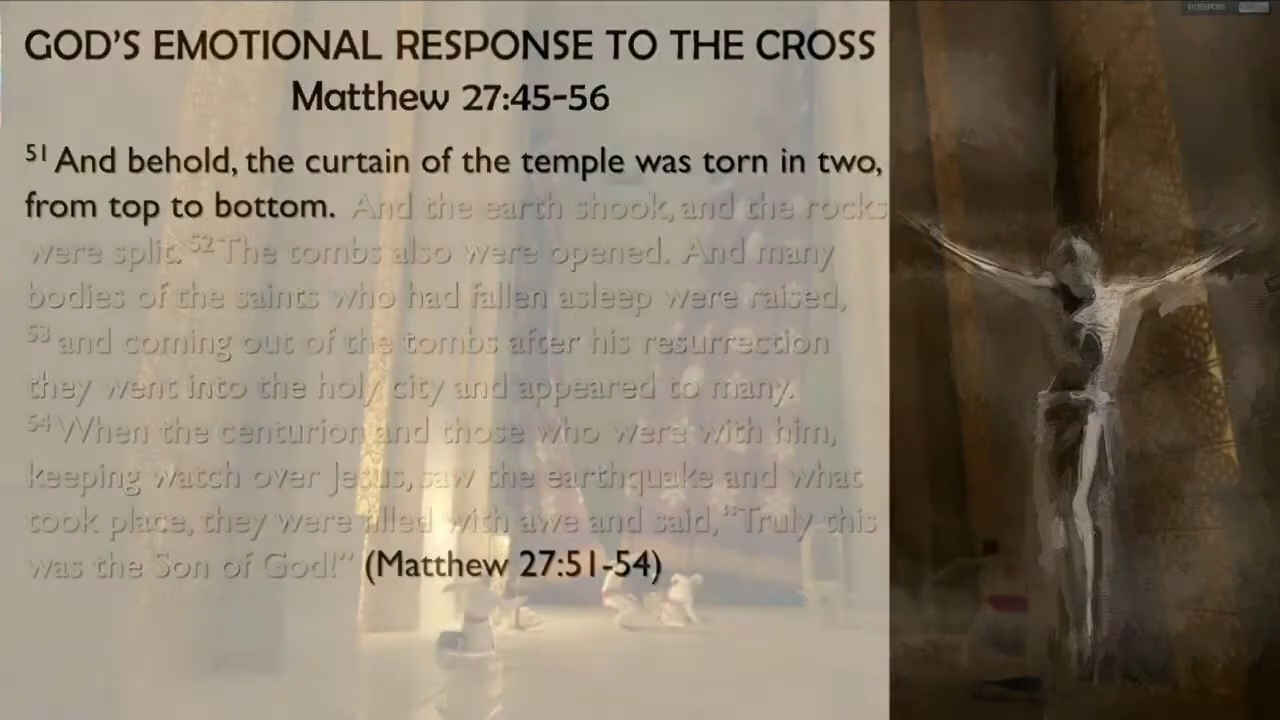 GOD'S EMOTIONAL RESPONSE TO THE CROSS
Matthew 27:45-56
51 And behold, the curtain of the temple was torn in two,
from top to bottom. And the earth shook, and the rocks
were split. 52 The tombs also were opened. And many
bodies of the saints who had fallen asleep were raised,
53 and coming out of the tombs after his resurrection
they went into the holy city and appeared to many.
54 When the centurion and those who were with him,
keeping watch over Jesus, saw the earthquake and what
took place, they were filled with awe and said, "Truly this
was the Son of God!" (Matthew 27:51-54)